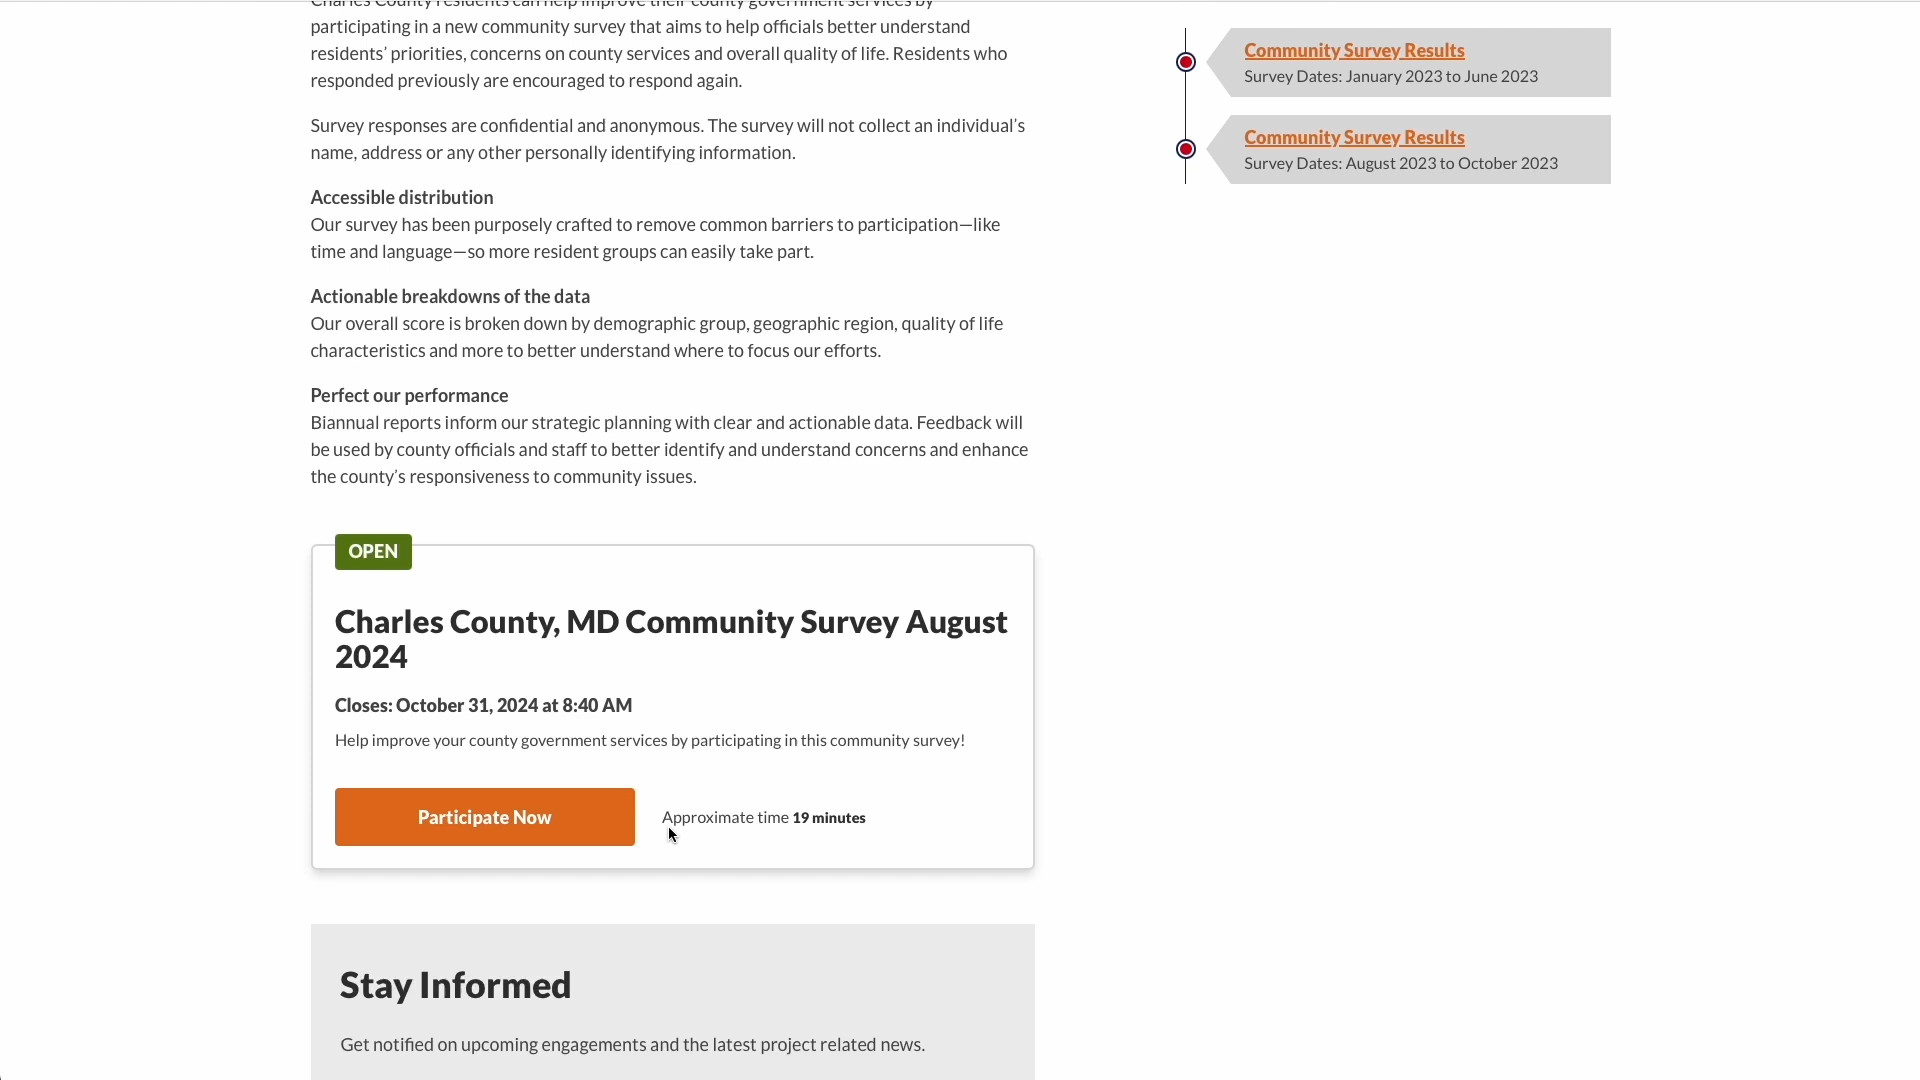 Charles County residents can help improve their county government services by
participating in a new community survey that aims to help officials better understand
residents’ priorities, concerns on county services and overall quality of life. Residents who
responded previously are encouraged to respond again.
Survey responses are confidential and anonymous. The survey will not collect an individual's
name, address or any other personally identifying information.
Accessible distribution
Our survey has been purposely crafted to remove common barriers to participation—like
time and language—so more resident groups can easily take part.
Actionable breakdowns of the data
Our overall score is broken down by demographic group, geographic region, quality of life
characteristics and more to better understand where to focus our efforts.
Perfect our performance
Biannual reports inform our strategic planning with clear and actionable data. Feedback will
be used by county officials and staff to better identify and understand concerns and enhance
the county’s responsiveness to community issues.
OPEN
Charles County, MD Community Survey August
2024
Closes: October 31, 2024 at 8:40 AM
Help improve your county government services by participating in this community survey!
Participate Now
Approximate time 19 minutes
Stay Informed
Get notified on upcoming engagements and the latest project related news.
Community Survey Results
Survey Dates: January 2023 to June 2023
Community Survey Results
Survey Dates: August 2023 to October 2023